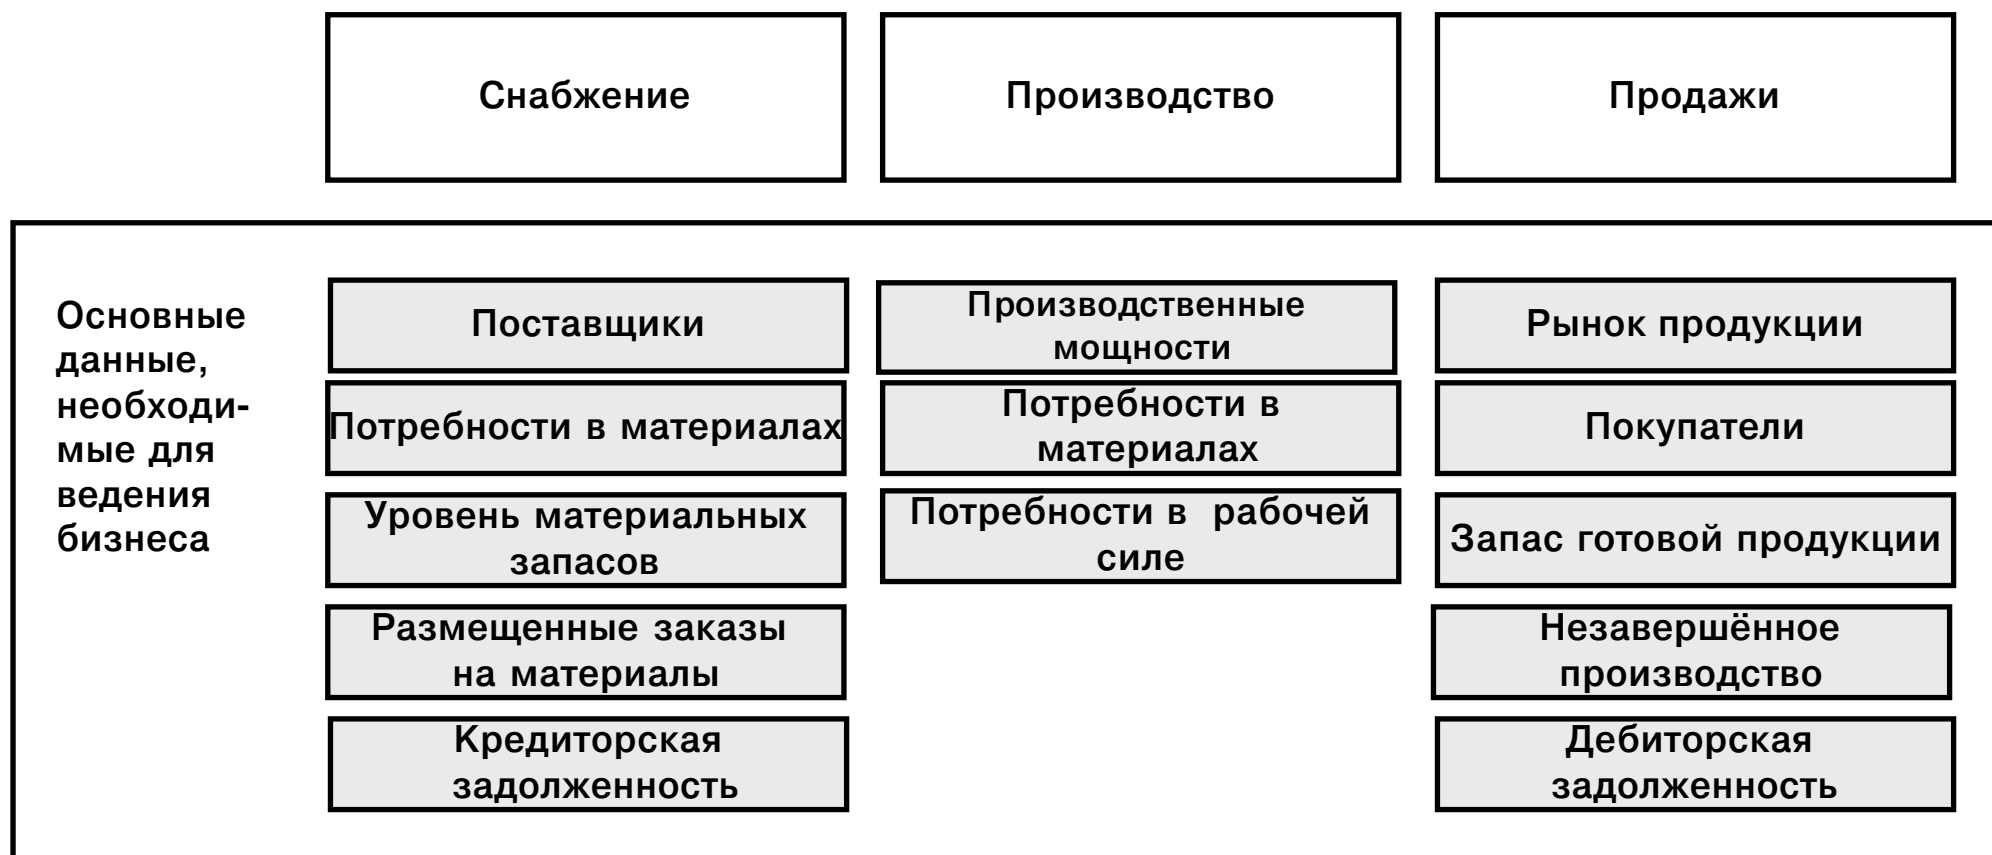 Снабжение
Производство
Продажи
Основные
данные,
необходи-
мые для
ведения
бизнеса
Поставщики
Потребности в материалах
Уровень материальных
запасов
Размещенные заказы
на материалы
Кредиторская
задолженность
Производственные
мощности
Потребности в
материалах
Потребности в рабочей
силе
Рынок продукции
Покупатели
Запас готовой продукции
Незавершённое
производство
Дебиторская
задолженность